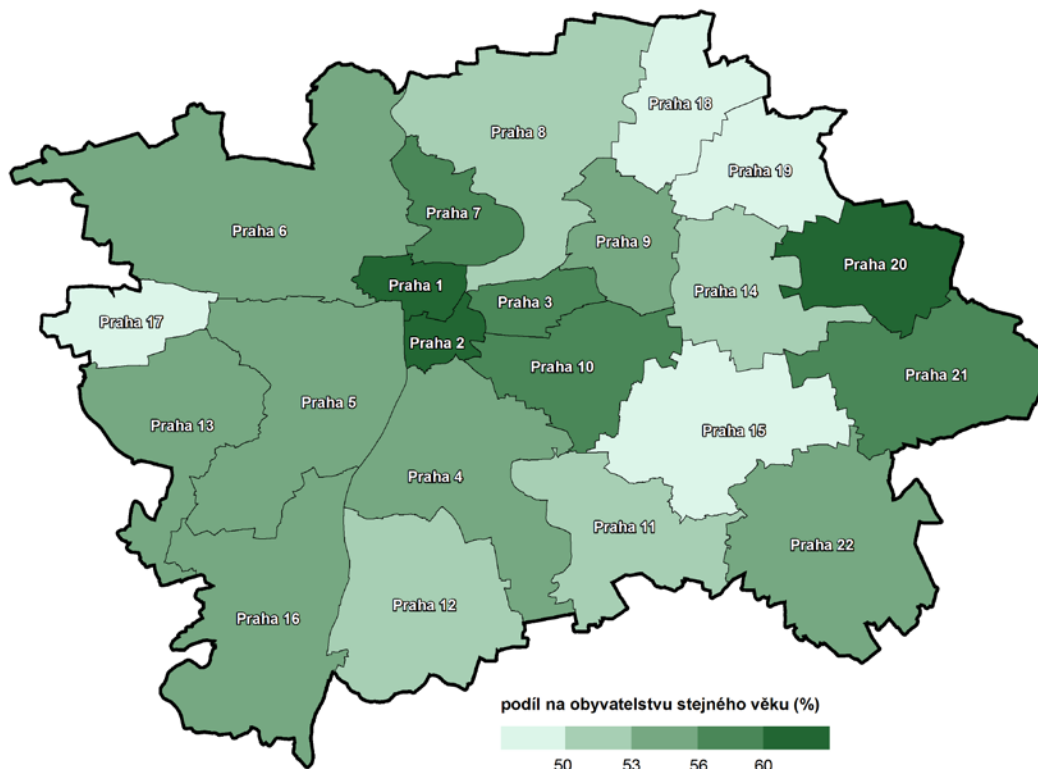 Praha 18
Praha 8
Praha 19
Praha 7
Praha 6
Praha 9
Praha 20
Praha 1
Praha 14
Praha 3
Praha 17
Praha 2
Praha 10
Praha 21
Praha 5
Praha 13
Praha 15
Praha 4
Praha 11
Praha 22
Praha 12
Praha 16
podíl na obyvatelstvu stejného věku (%)
50 53 56 60